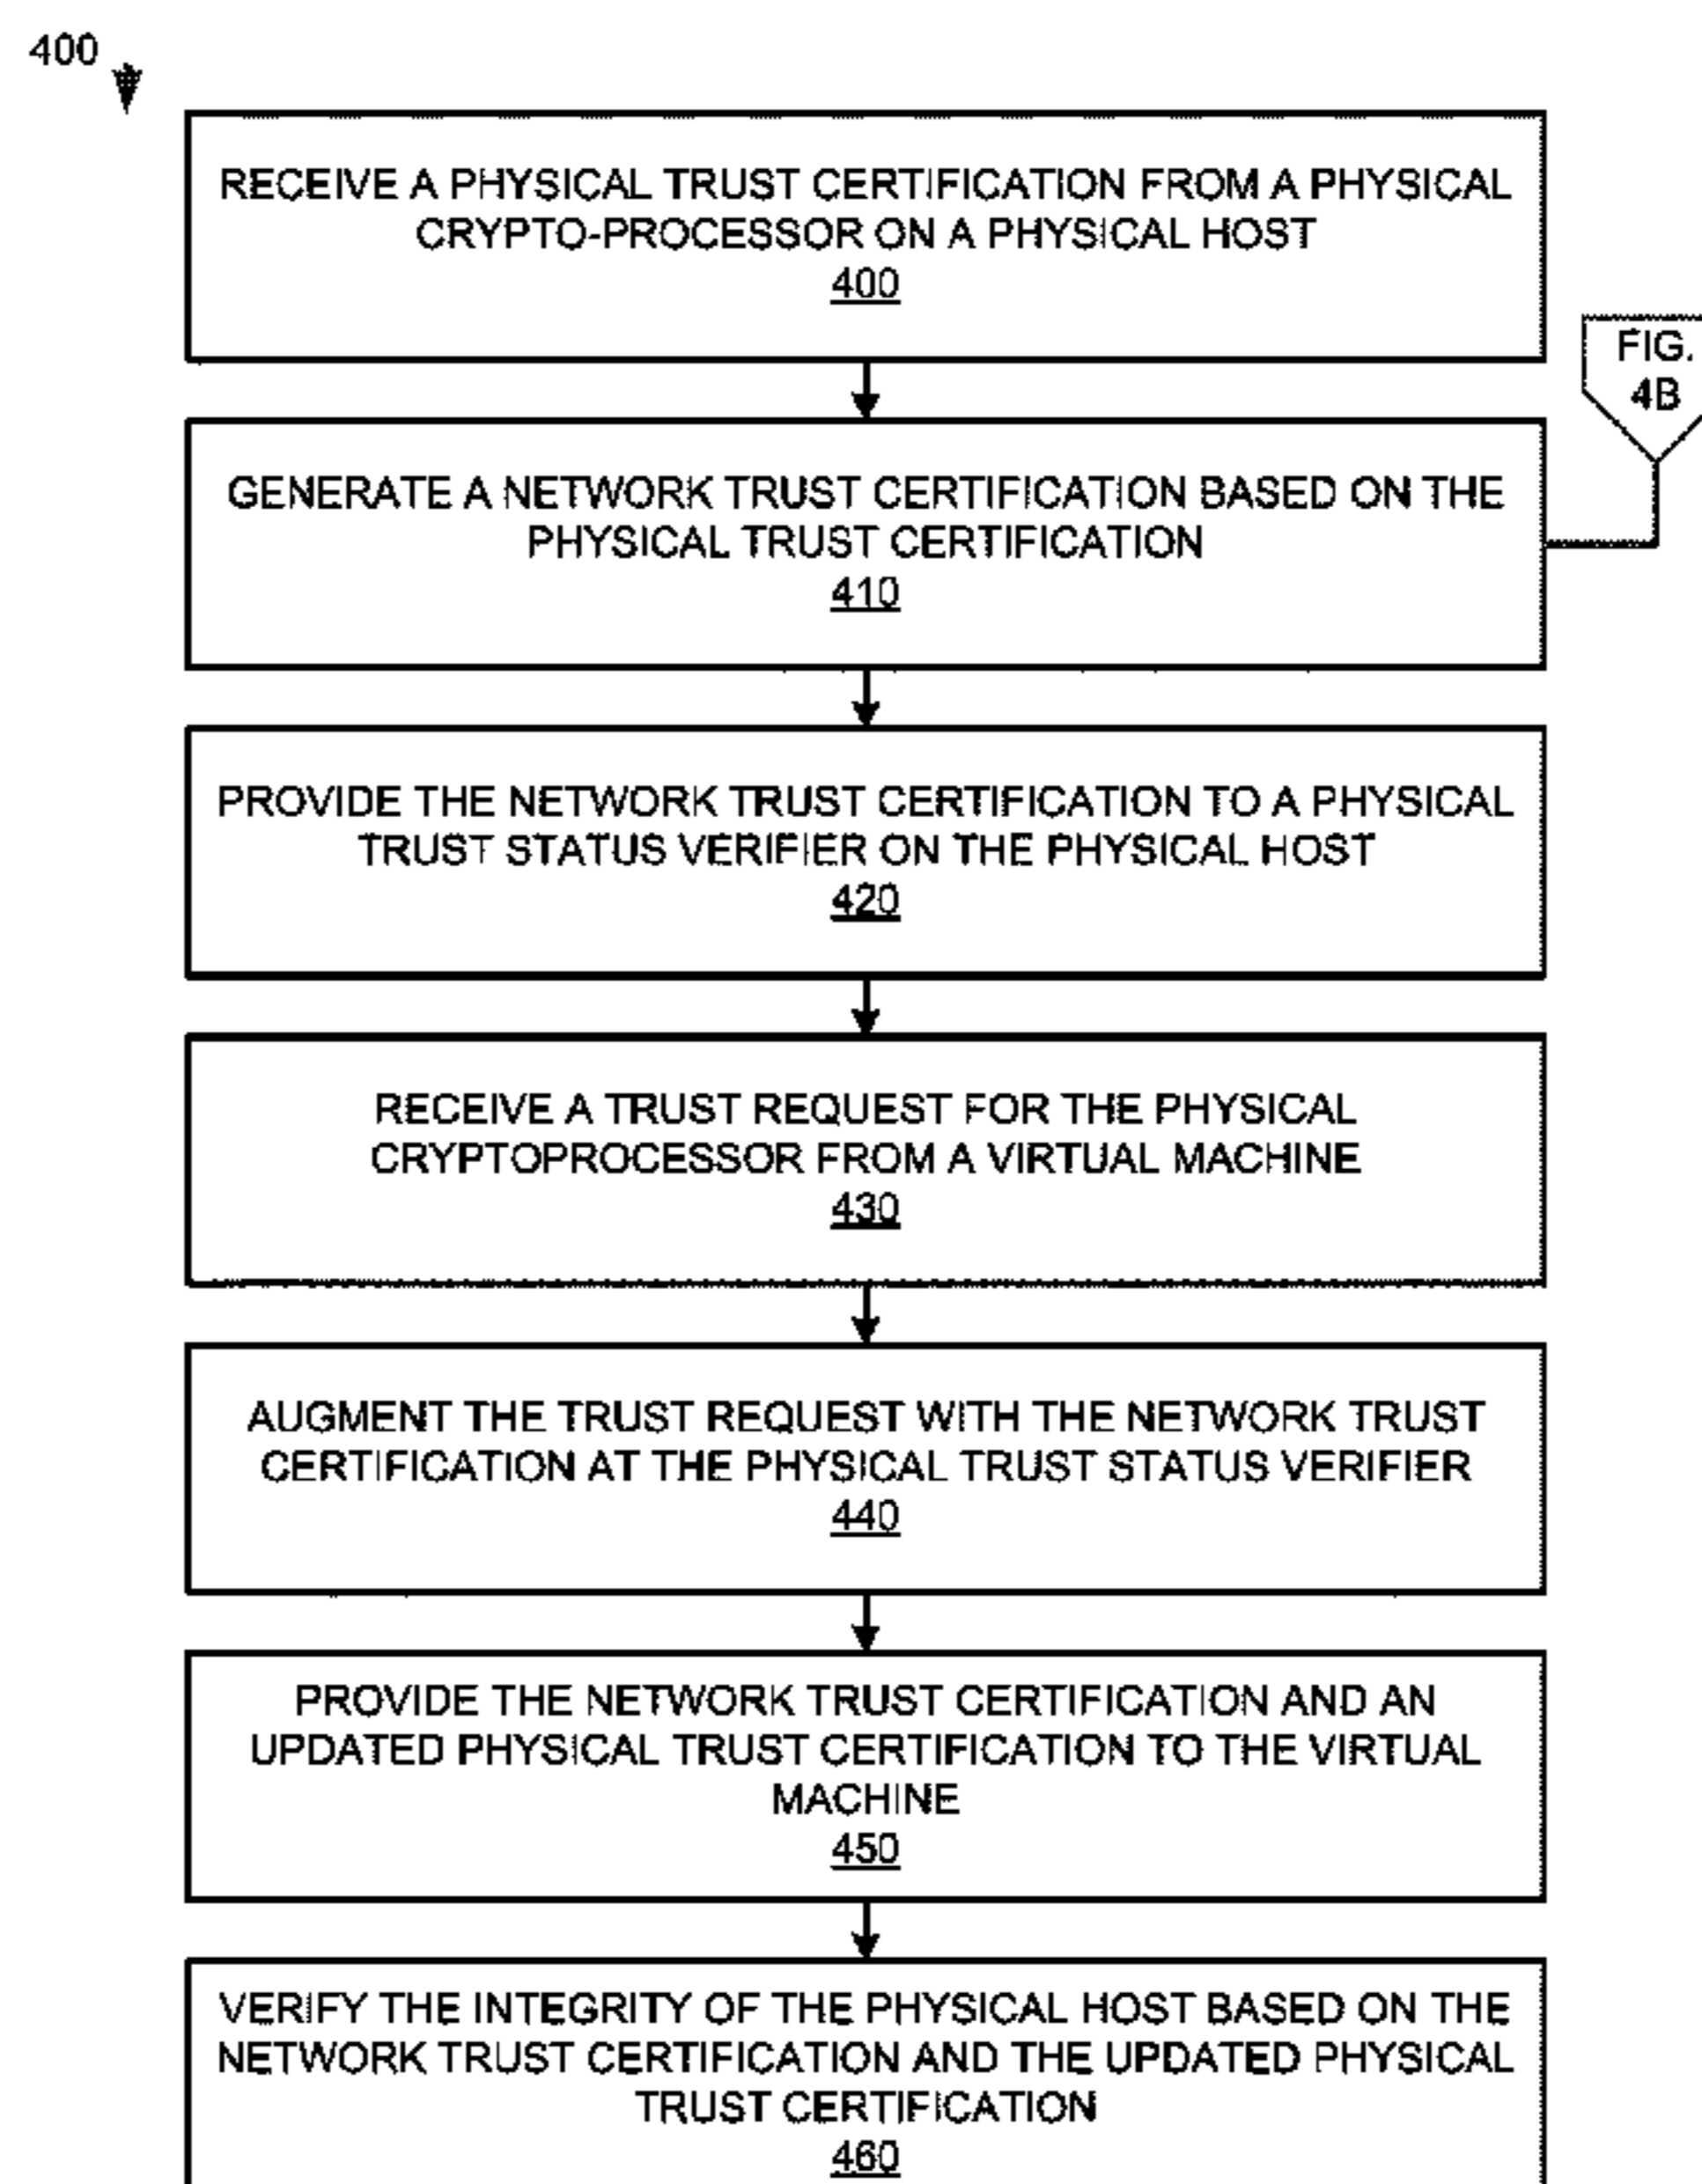 400
RECEIVE A PHYSICAL TRUST CERTIFICATION FROM A PHYSICAL
CRYPTO-PROCESSOR ON A PHYSICAL HOST
400
FIG.
4B
GENERATE A NETWORK TRUST CERTIFICATION BASED ON THE
PHYSICAL TRUST CERTIFICATION
410
PROVIDE THE NETWORK TRUST CERTIFICATION TO A PHYSICAL
TRUST STATUS VERIFIER ON THE PHYSICAL HOST
420
RECEIVE A TRUST REQUEST FOR THE PHYSICAL
CRYPTOPROCESSOR FROM A VIRTUAL MACHINE
430
AUGMENT THE TRUST REQUEST WITH THE NETWORK TRUST
CERTIFICATION AT THE PHYSICAL TRUST STATUS VERIFIER
440
PROVIDE THE NETWORK TRUST CERTIFICATION AND AN
UPDATED PHYSICAL TRUST CERTIFICATION TO THE VIRTUAL
MACHINE
450
VERIFY THE INTEGRITY OF THE PHYSICAL HOST BASED ON THE
NETWORK TRUST CERTIFICATION AND THE UPDATED PHYSICAL
TRUST CERTIFICATION
460